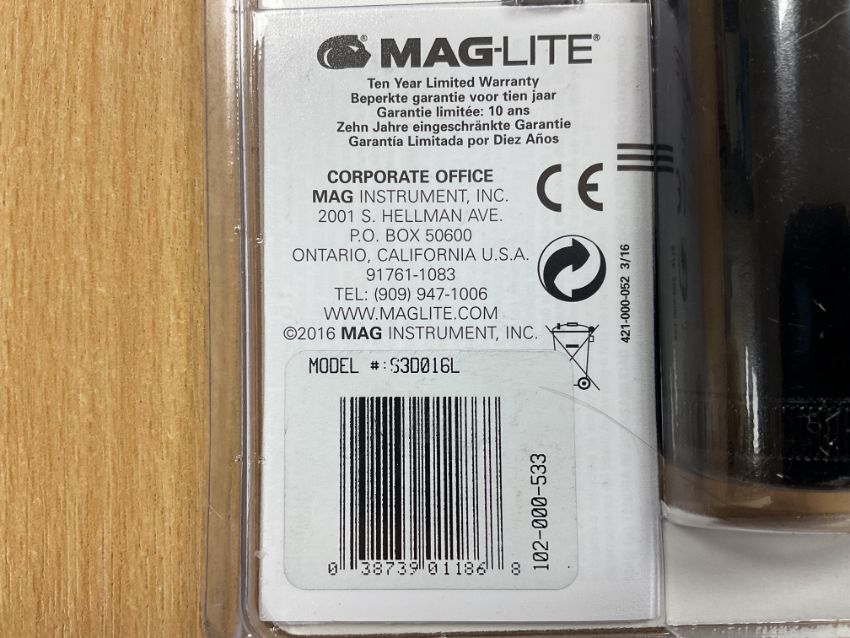 MAG-LITE®
Ten Year Limited Warranty
Beperkte garantie voor tien jaar
Garantie limitée: 10 ans
Zehn Jahre eingeschränkte Garantie
Garantía Limitada por Diez Años
CORPORATE OFFICE
MAG INSTRUMENT, INC.
2001 S. HELLMAN AVE.
P.O. BOX 50600
ONTARIO, CALIFORNIA U.S.A.
91761-1083
TEL: (909) 947-1006
WWW.MAGLITE.COM
©2016 MAG INSTRUMENT, INC.
CE
421-000-052 3/16
MODEL #:S3D016L
0 38739 01186 8
102-000-533